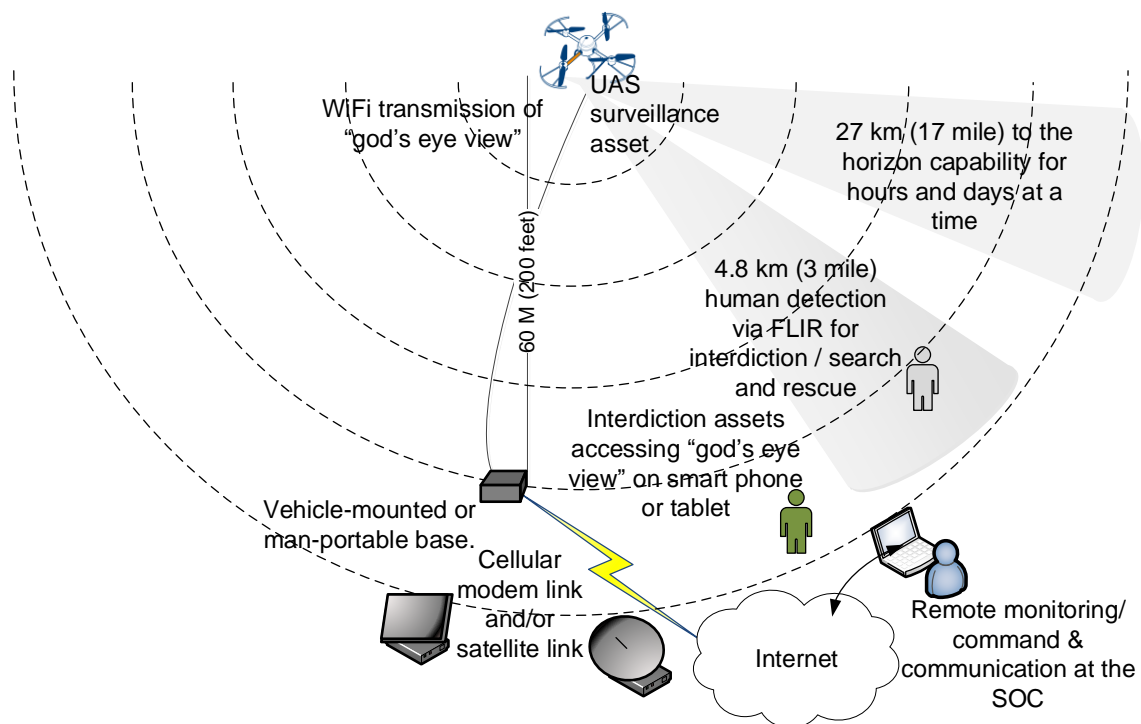 WiFi transmission of
“god’s eye view”
UAS
surveillance
asset
27 km (17 mile) to the
horizon capability for
hours and days at a
time
60 M (200 feet)
4.8 km (3 mile)
human detection
via FLIR for
interdiction / search
and rescue
Interdiction assets
accessing “god’s eye
view” on smart phone
or tablet
Vehicle-mounted or
man-portable base.
Cellular
modem link
and/or
satellite link
Internet
Remote monitoring/
command &
communication at the
SOC